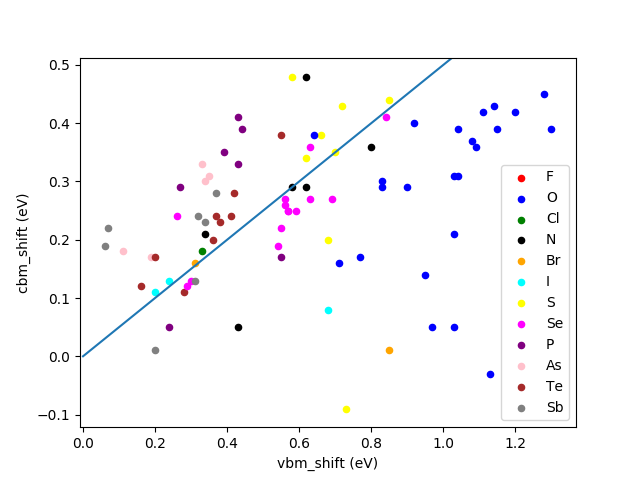 0.5
0.4
0.3
0.2
0.1
0.0
−0.1
cbm_shift (eV)
0.0 0.2 0.4 0.6 0.8 1.0 1.2
vbm_shift (eV)
F
O
Cl
N
Br
I
S
Se
P
As
Te
Sb